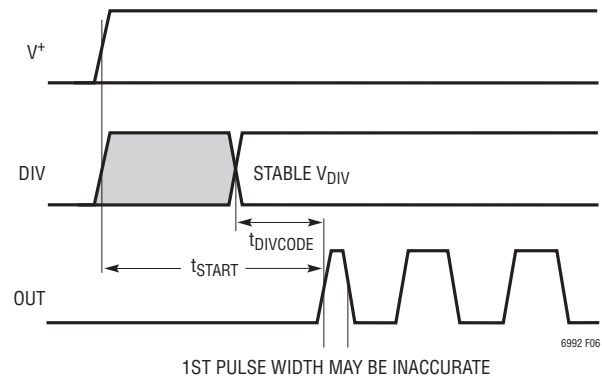 V+
DIV
STABLE VDIV
tDIVCODE
tSTART
OUT
6992 F06
1ST PULSE WIDTH MAY BE INACCURATE